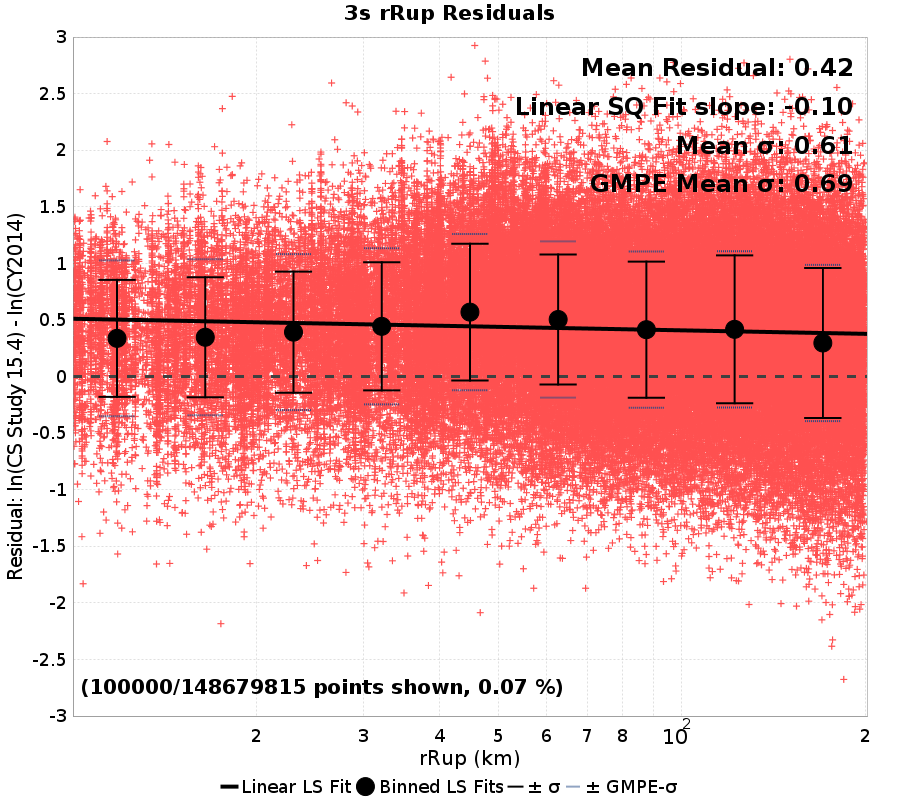 3s rRup Residuals
Mean Residual: 0.42
Linear SQ Fit slope: -0.10
Mean σ: 0.61
GMPE Mean σ: 0.69
Residual: ln(CS Study 15.4) - ln(CY2014)
3
2.5
2
1.5
1
0.5
0
-0.5
-1
-1.5
-2
-2.5
-3
(100000/148679815 points shown, 0.07 %)
2 3 4 5 6 7 8 10² 2
rRup (km)
Linear LS Fit Binned LS Fits ± σ ± GMPE-σ